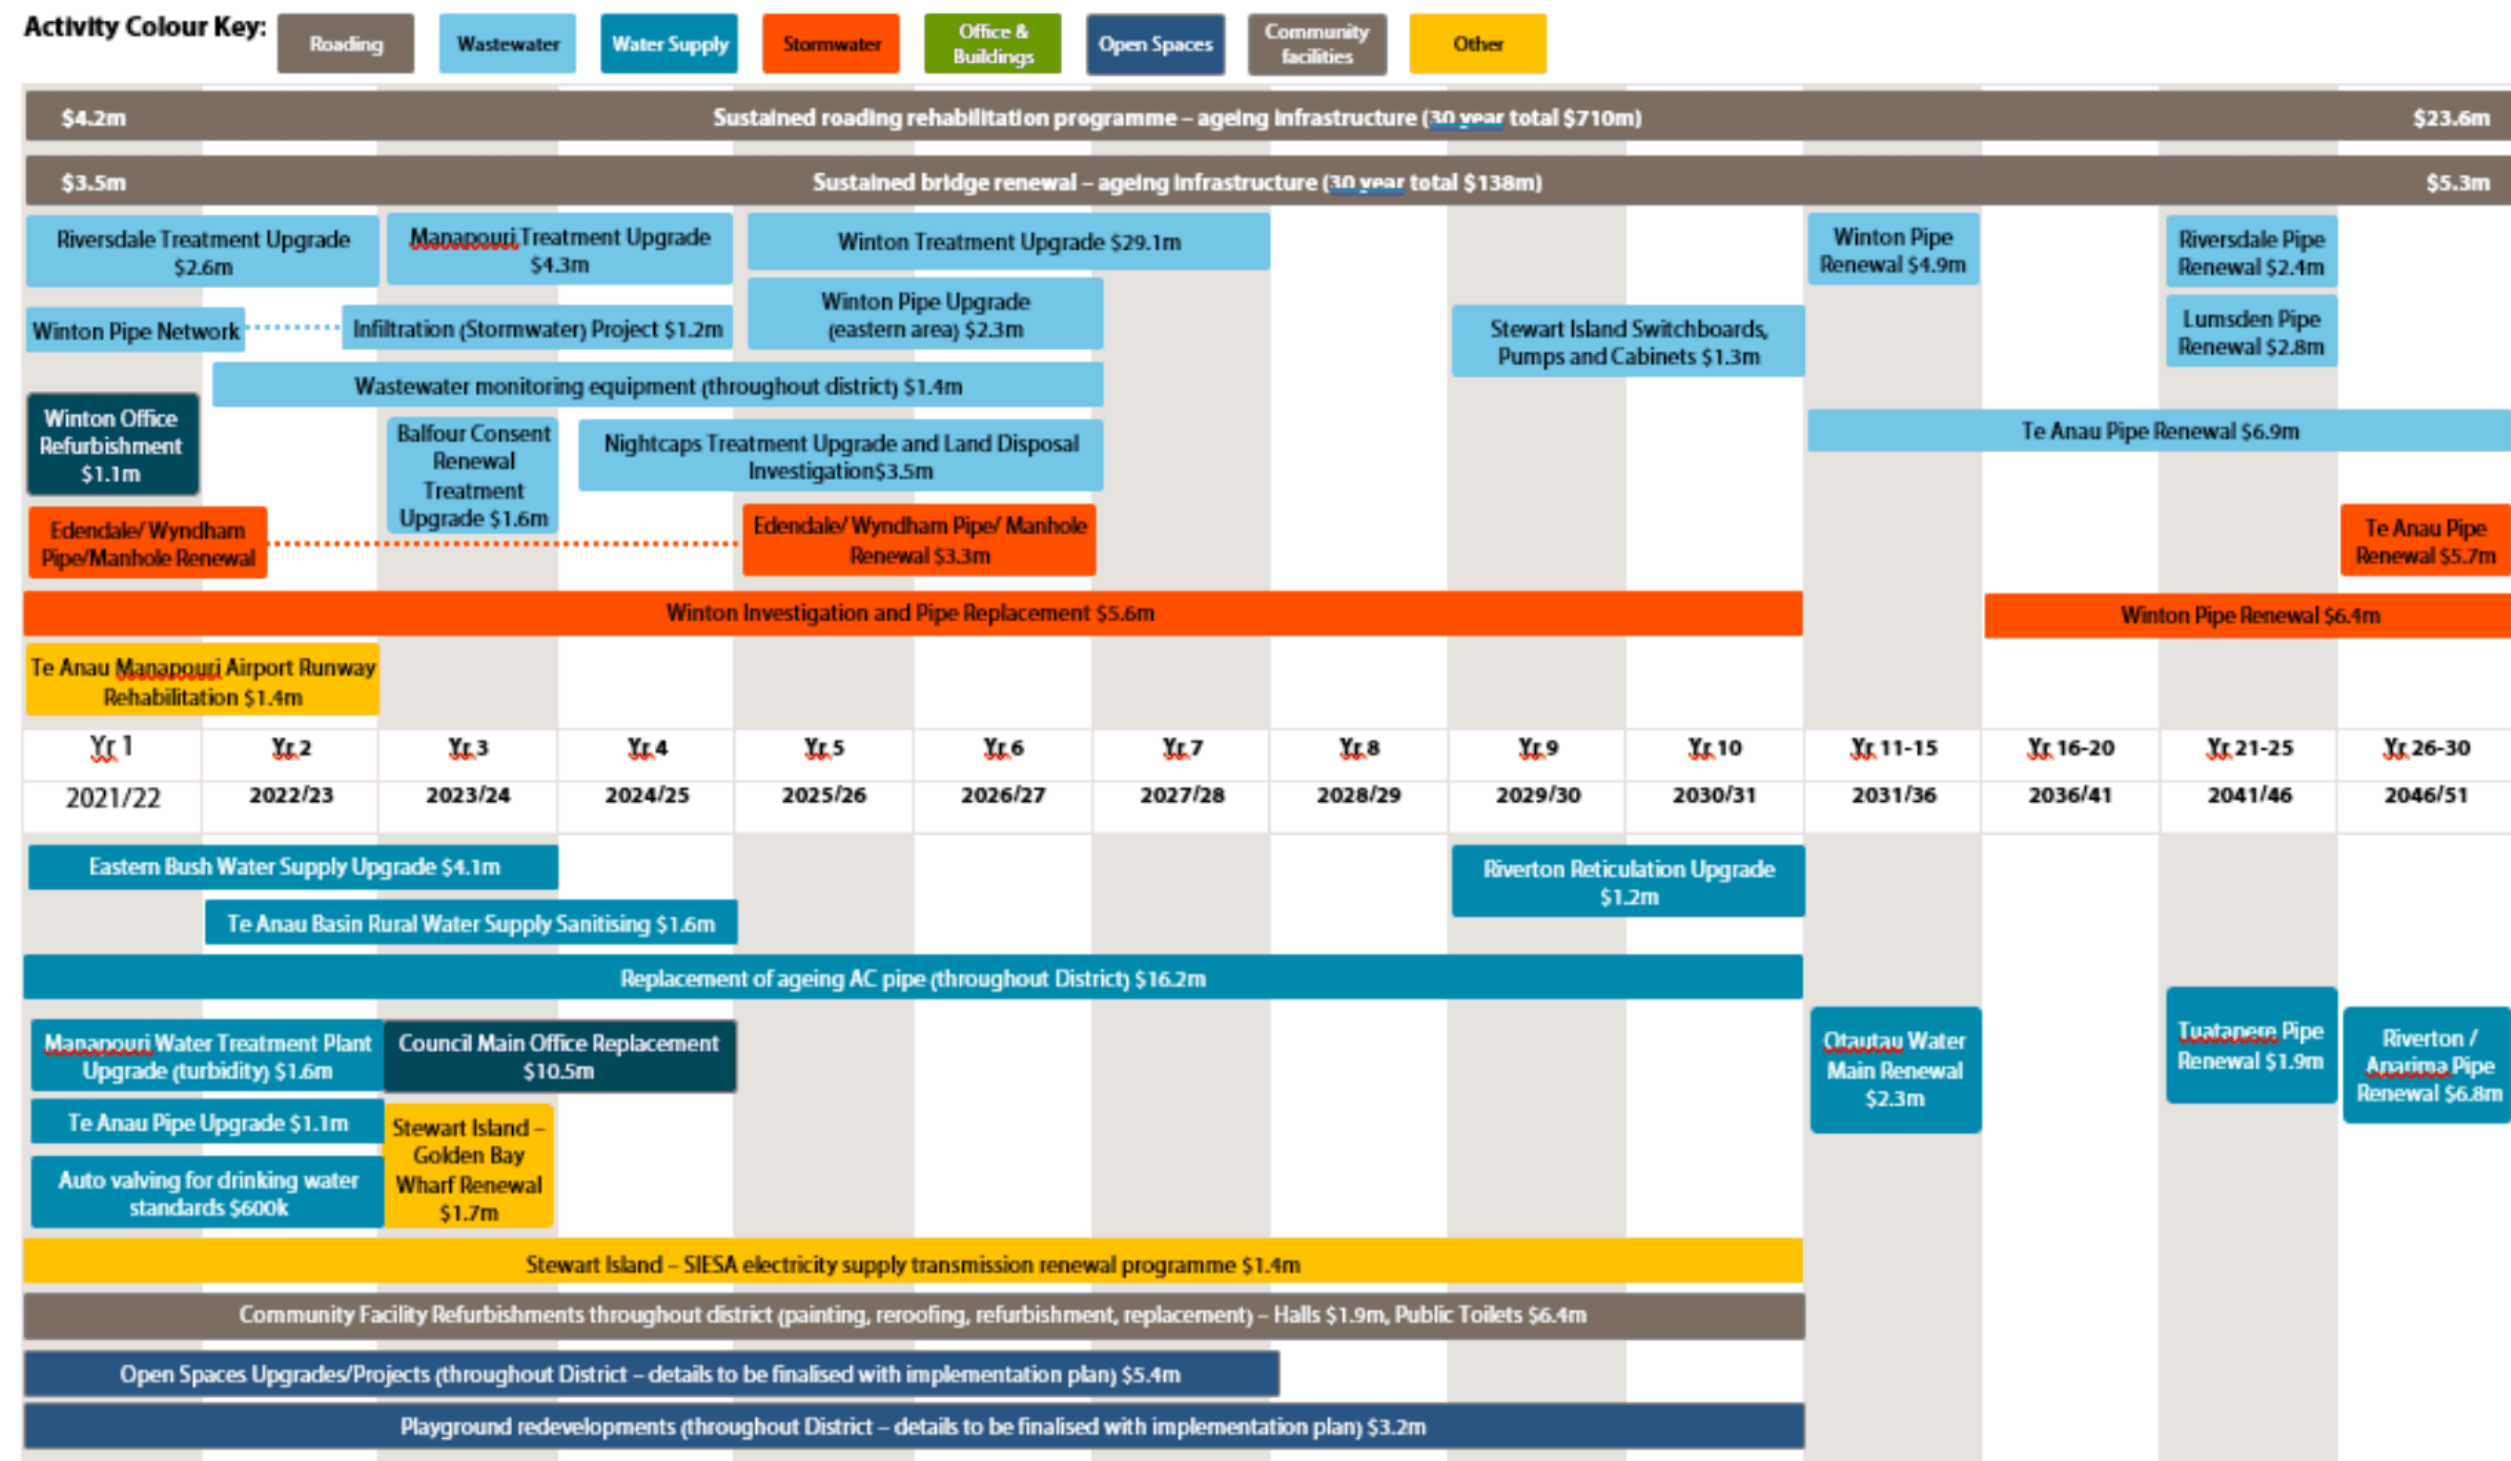 Activity Colour Key:
Roading
Wastewater
Water Supply
Stormwater
Office &
Buildings
Open Spaces
Community
facilities
Other
$4.2m
Sustained roading rehabilitation programme – ageing infrastructure (30 year total $710m)
$23.6m
$3.5m
Sustained bridge renewal – ageing infrastructure (30 year total $138m)
$5.3m
Riversdale Treatment Upgrade
$2.6m
Manapouri Treatment Upgrade
$4.3m
Winton Treatment Upgrade $29.1m
Winton Pipe
Renewal $4.9m
Riversdale Pipe
Renewal $2.4m
Winton Pipe Network
Infiltration (Stormwater) Project $1.2m
Winton Pipe Upgrade
(eastern area) $2.3m
Stewart Island Switchboards,
Pumps and Cabinets $1.3m
Lumsden Pipe
Renewal $2.8m
Wastewater monitoring equipment (throughout district) $1.4m
Winton Office
Refurbishment
$1.1m
Balfour Consent
Renewal
Treatment
Upgrade $1.6m
Nightcaps Treatment Upgrade and Land Disposal
Investigation$3.5m
Te Anau Pipe Renewal $6.9m
Edendale/ Wyndham
Pipe/Manhole Renewal
Edendale/ Wyndham Pipe/ Manhole
Renewal $3.3m
Te Anau Pipe
Renewal $5.7m
Winton Investigation and Pipe Replacement $5.6m
Winton Pipe Renewal $6.4m
Te Anau Manapouri Airport Runway
Rehabilitation $1.4m
Yr 1
Yr 2
Yr 3
Yr 4
Yr 5
Yr 6
Yr 7
Yr 8
Yr 9
Yr 10
Yr 11-15
Yr 16-20
Yr 21-25
Yr 26-30
2021/22
2022/23
2023/24
2024/25
2025/26
2026/27
2027/28
2028/29
2029/30
2030/31
2031/36
2036/41
2041/46
2046/51
Eastern Bush Water Supply Upgrade $4.1m
Riverton Reticulation Upgrade
$1.2m
Te Anau Basin Rural Water Supply Sanitising $1.6m
Replacement of ageing AC pipe (throughout District) $16.2m
Manapouri Water Treatment Plant
Upgrade (turbidity) $1.6m
Council Main Office Replacement
$10.5m
Otautau Water
Main Renewal
$2.3m
Tuatapere Pipe
Renewal $1.9m
Riverton /
Aparima Pipe
Renewal $6.8m
Te Anau Pipe Upgrade $1.1m
Stewart Island –
Golden Bay
Wharf Renewal
$1.7m
Auto valving for drinking water
standards $600k
Stewart Island – SIESA electricity supply transmission renewal programme $1.4m
Community Facility Refurbishments throughout district (painting, reroofing, refurbishment, replacement) – Halls $1.9m, Public Toilets $6.4m
Open Spaces Upgrades/Projects (throughout District – details to be finalised with implementation plan) $5.4m
Playground redevelopments (throughout District – details to be finalised with implementation plan) $3.2m